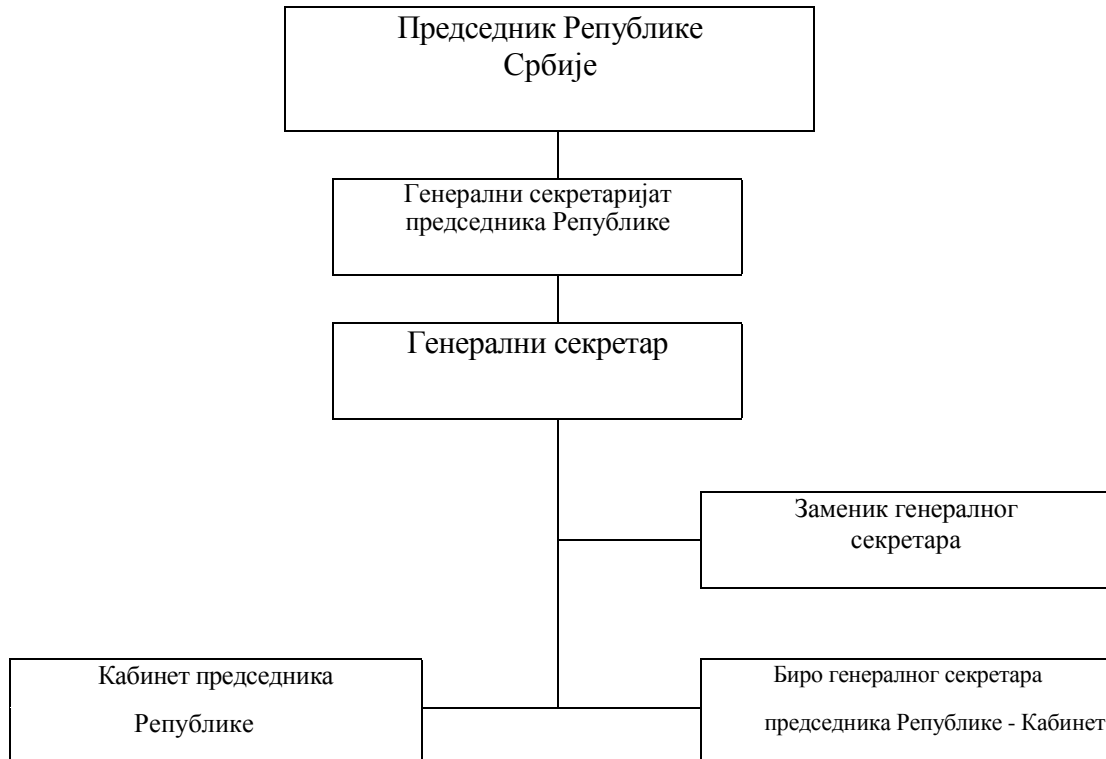 Председник Републике
Србије
Генерални секретаријат
председника Републике
Генерални секретар
Заменик генералног
секретара
Кабинет председника
Републике
Биро генералног секретара
председника Републике - Кабинет